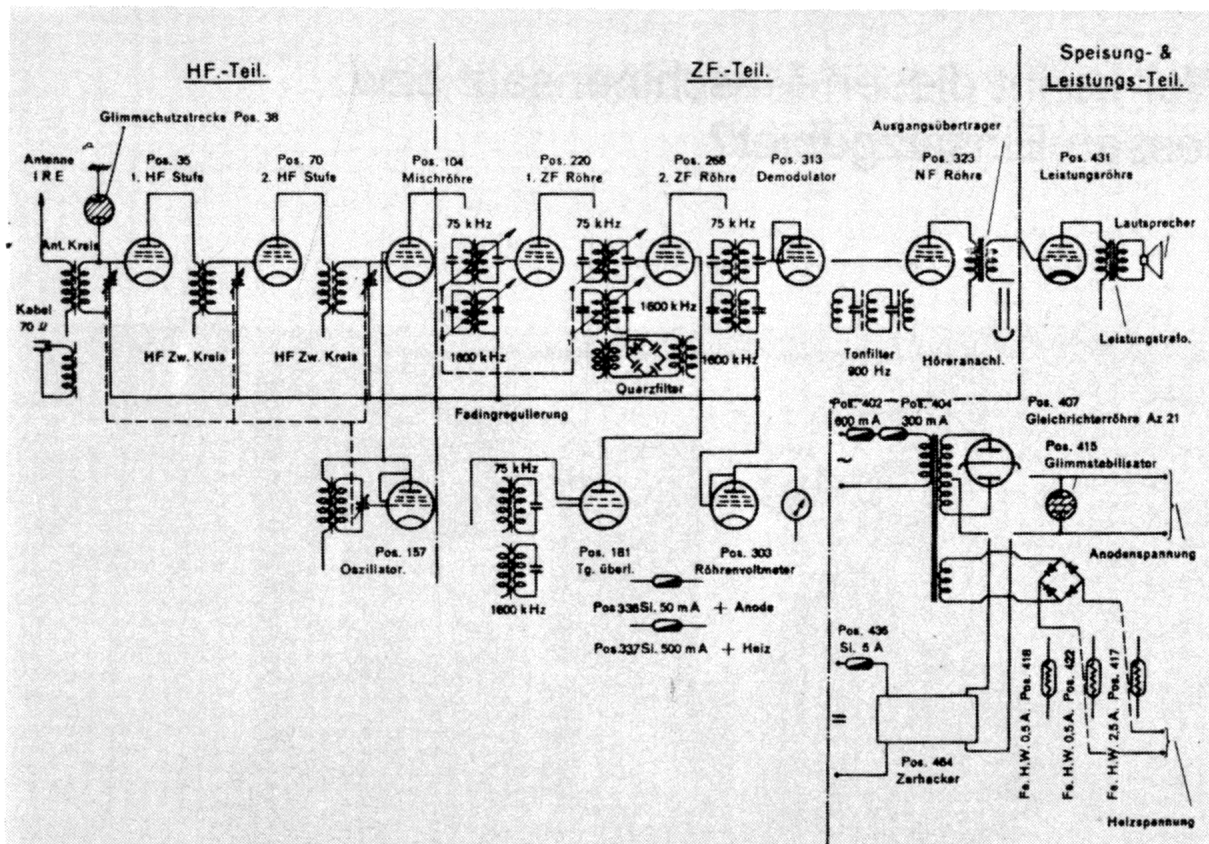 HF.-Teil.
ZF.-Teil.
Speisung- &
Leistungs-Teil.
Glimmschutzstrecke Pos. 38
Ausgangsübertrager
Antenne
I R E
Pos. 35
1. HF Stufe
Pos. 70
2. HF Stufe
Pos. 104
Mischröhre
Pos. 220
1. ZF Röhre
Pos. 268
2. ZF Röhre
Pos. 313
Demodulator
Pos. 323
NF Röhre
Pos. 431
Leistungsröhre
75 kHz
75 kHz
75 kHz
Lautsprecher
Ant. Kreis
Kabel
70 Ω
1600 kHz
HF Zw. Kreis
HF Zw. Kreis
1600 kHz
1600 kHz
Quarzfilter
Tonfilter
900 Hz
Höreranschl.
Leistungstrafo.
Fadingregulierung
Pos. 402
600 mA
Pos. 404
300 mA
Pos. 407
Gleichrichterröhre Az 21
Pos. 415
Glimmstabilisator
~
75 kHz
Pos. 157
Oszillator.
Pos. 181
Tg. überl.
Pos. 303
Röhrenvoltmeter
Anodenspannung
1600 kHz
Pos 336 Si. 50 mA + Anode
Pos. 337 Si. 500 mA + Heiz
Pos. 436
Si. 6 A
=
Pos. 464
Zerhacker
Fe. H.W. 0,5 A. Pos. 418
Fe. H.W. 0,5 A. Pos. 422
Fe. H.W. 2,5 A. Pos. 417
Heizspannung